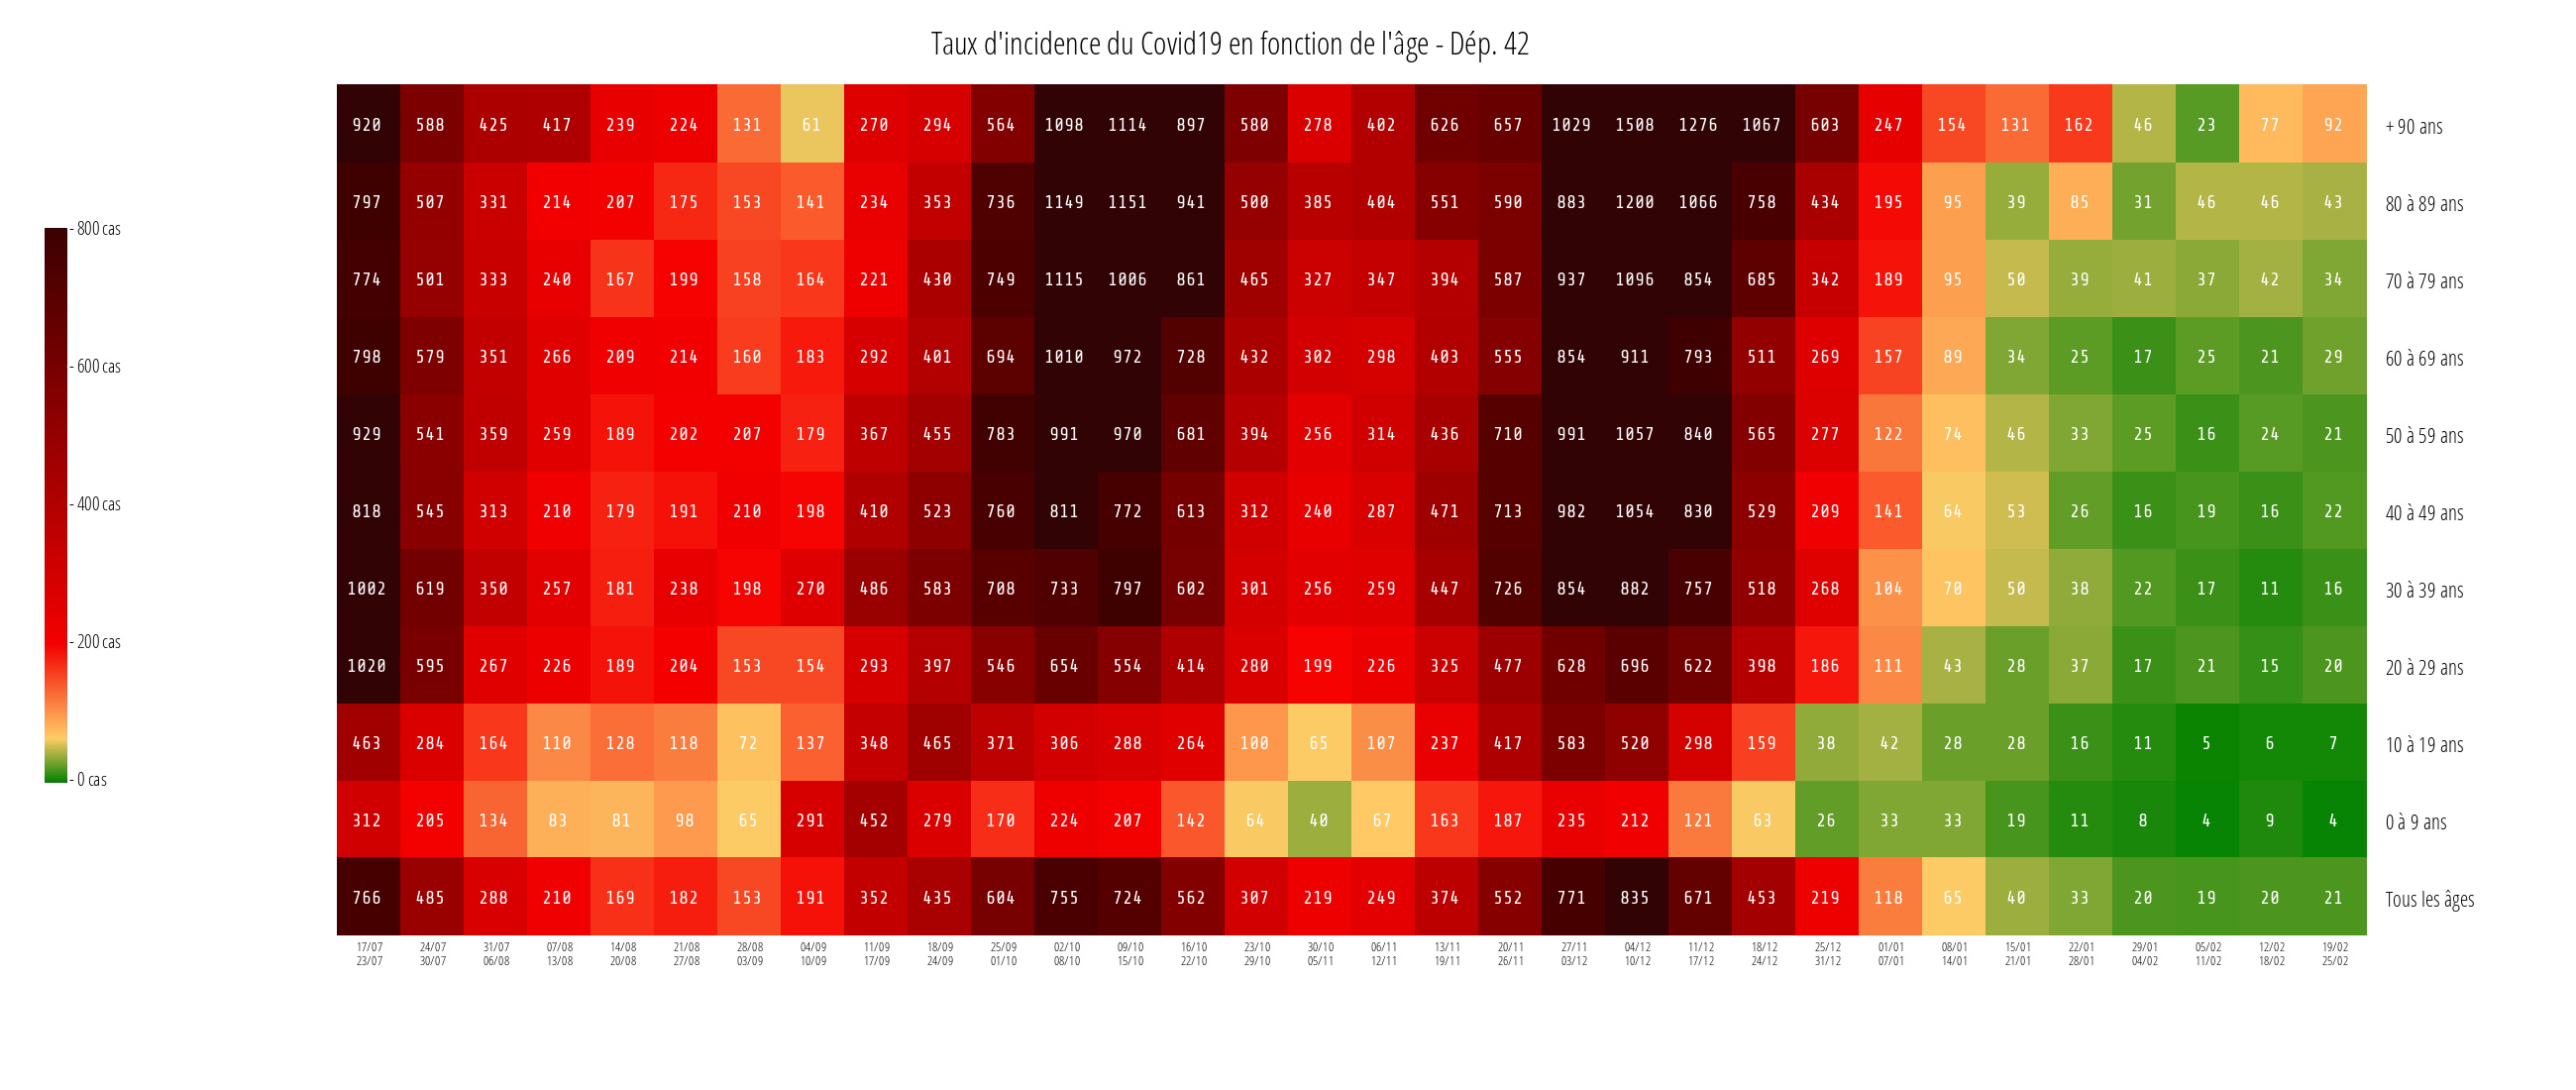 Taux d'incidence du Covid19 en fonction de l'âge - Dép. 42
920 588 425 417 239 224 131 61 270 294 564 1098 1114 897 580 278 402 626 657 1029 1508 1276 1067 603 247 154 131 162 46 23 77 92 + 90 ans
797 507 331 214 207 175 153 141 234 353 736 1149 1151 941 500 385 404 551 590 883 1200 1066 758 434 195 95 39 85 31 46 46 43 80 à 89 ans
- 800 cas
774 501 333 240 167 199 158 164 221 430 749 1115 1006 861 465 327 347 394 587 937 1096 854 685 342 189 95 50 39 41 37 42 34 70 à 79 ans
798 579 351 266 209 214 160 183 292 401 694 1010 972 728 432 302 298 403 555 854 911 793 511 269 157 89 34 25 17 25 21 29 60 à 69 ans
- 600 cas
929 541 359 259 189 202 207 179 367 455 783 991 970 681 394 256 314 436 710 991 1057 840 565 277 122 74 46 33 25 16 24 21 50 à 59 ans
- 400 cas
818 545 313 210 179 191 210 198 410 523 760 811 772 613 312 240 287 471 713 982 1054 830 529 209 141 64 53 26 16 19 16 22 40 à 49 ans
1002 619 350 257 181 238 198 270 486 583 708 733 797 602 301 256 259 447 726 854 882 757 518 268 104 70 50 38 22 17 11 16 30 à 39 ans
- 200 cas
1020 595 267 226 189 204 153 154 293 397 546 654 554 414 280 199 226 325 477 628 696 622 398 186 111 43 28 37 17 21 15 20 20 à 29 ans
463 284 164 110 128 118 72 137 348 465 371 306 288 264 100 65 107 237 417 583 520 298 159 38 42 28 28 16 11 5 6 7 10 à 19 ans
- 0 cas
312 205 134 83 81 98 65 291 452 279 170 224 207 142 64 40 67 163 187 235 212 121 63 26 33 33 19 11 8 4 9 4 0 à 9 ans
766 485 288 210 169 182 153 191 352 435 604 755 724 562 307 219 249 374 552 771 835 671 453 219 118 65 40 33 20 19 20 21 Tous les âges
17/07 24/07 31/07 07/08 14/08 21/08 28/08 04/09 11/09 18/09 25/09 02/10 09/10 16/10 23/10 30/10 06/11 13/11 20/11 27/11 04/12 11/12 18/12 25/12 01/01 08/01 15/01 22/01 29/01 05/02 12/02 19/02
23/07 30/07 06/08 13/08 20/08 27/08 03/09 10/09 17/09 24/09 01/10 08/10 15/10 22/10 29/10 05/11 12/11 19/11 26/11 03/12 10/12 17/12 24/12 31/12 07/01 14/01 21/01 28/01 04/02 11/02 18/02 25/02